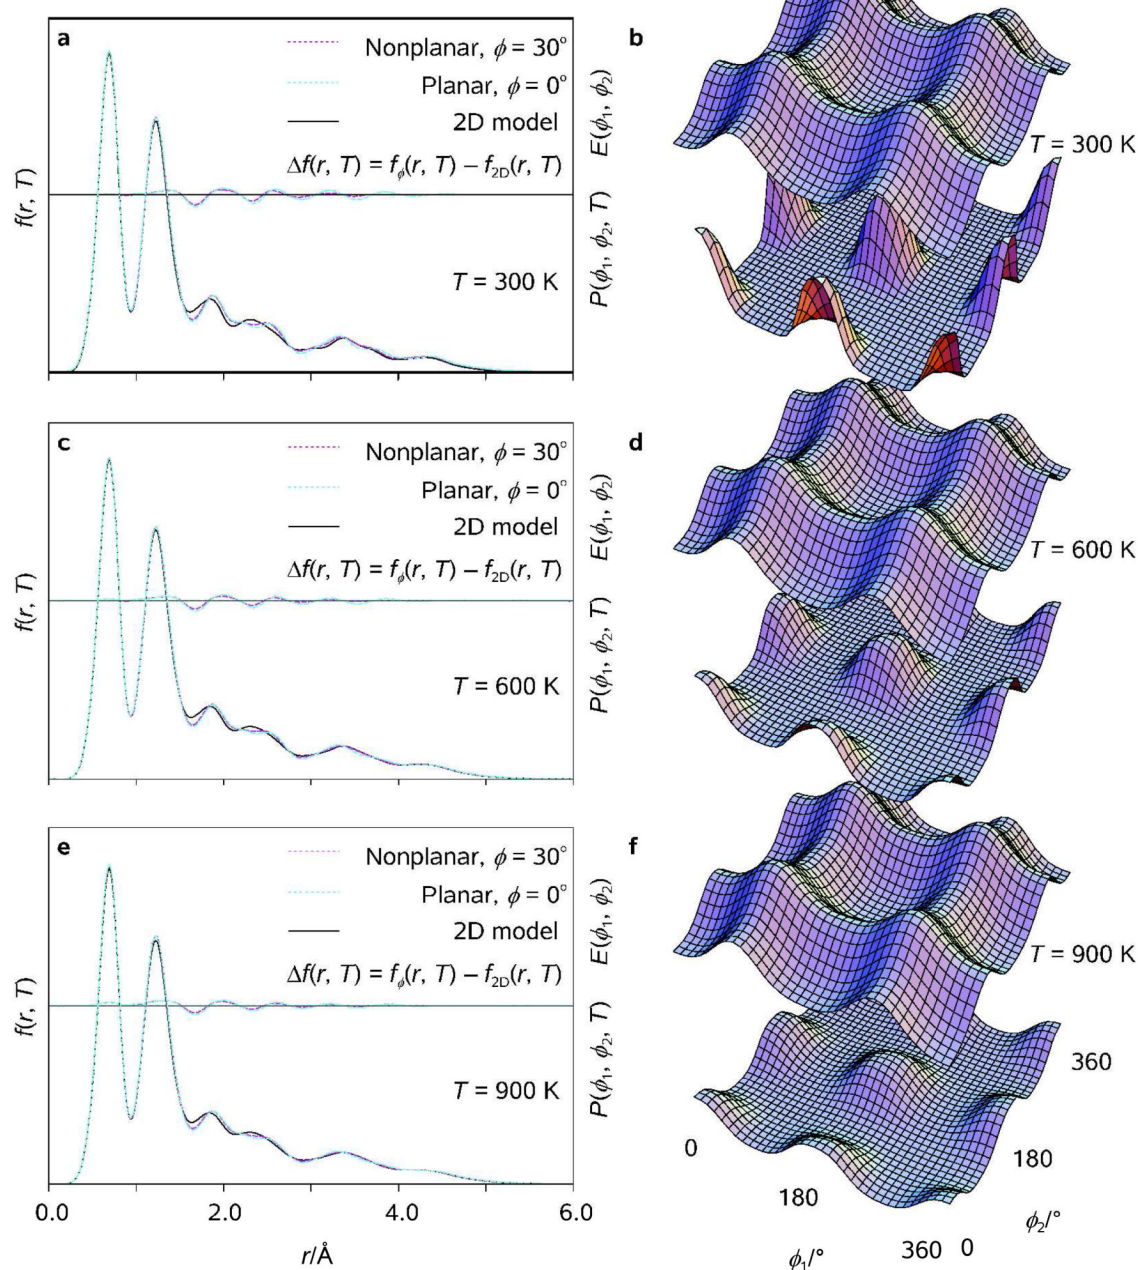 a
Nonplanar, ϕ = 30°
Planar, ϕ = 0°
2D model
Δf(r, T) = fϕ(r, T) − f2D(r, T)
f(r, T)
T = 300 K
b
E(ϕ1, ϕ2)
P(ϕ1, ϕ2, T)
T = 300 K
c
Nonplanar, ϕ = 30°
Planar, ϕ = 0°
2D model
Δf(r, T) = fϕ(r, T) − f2D(r, T)
f(r, T)
T = 600 K
d
E(ϕ1, ϕ2)
P(ϕ1, ϕ2, T)
T = 600 K
e
Nonplanar, ϕ = 30°
Planar, ϕ = 0°
2D model
Δf(r, T) = fϕ(r, T) − f2D(r, T)
f(r, T)
T = 900 K
0.0 2.0 4.0 6.0
r/Å
f
E(ϕ1, ϕ2)
P(ϕ1, ϕ2, T)
T = 900 K
360
0
180
180
ϕ2/°
ϕ1/°
360 0